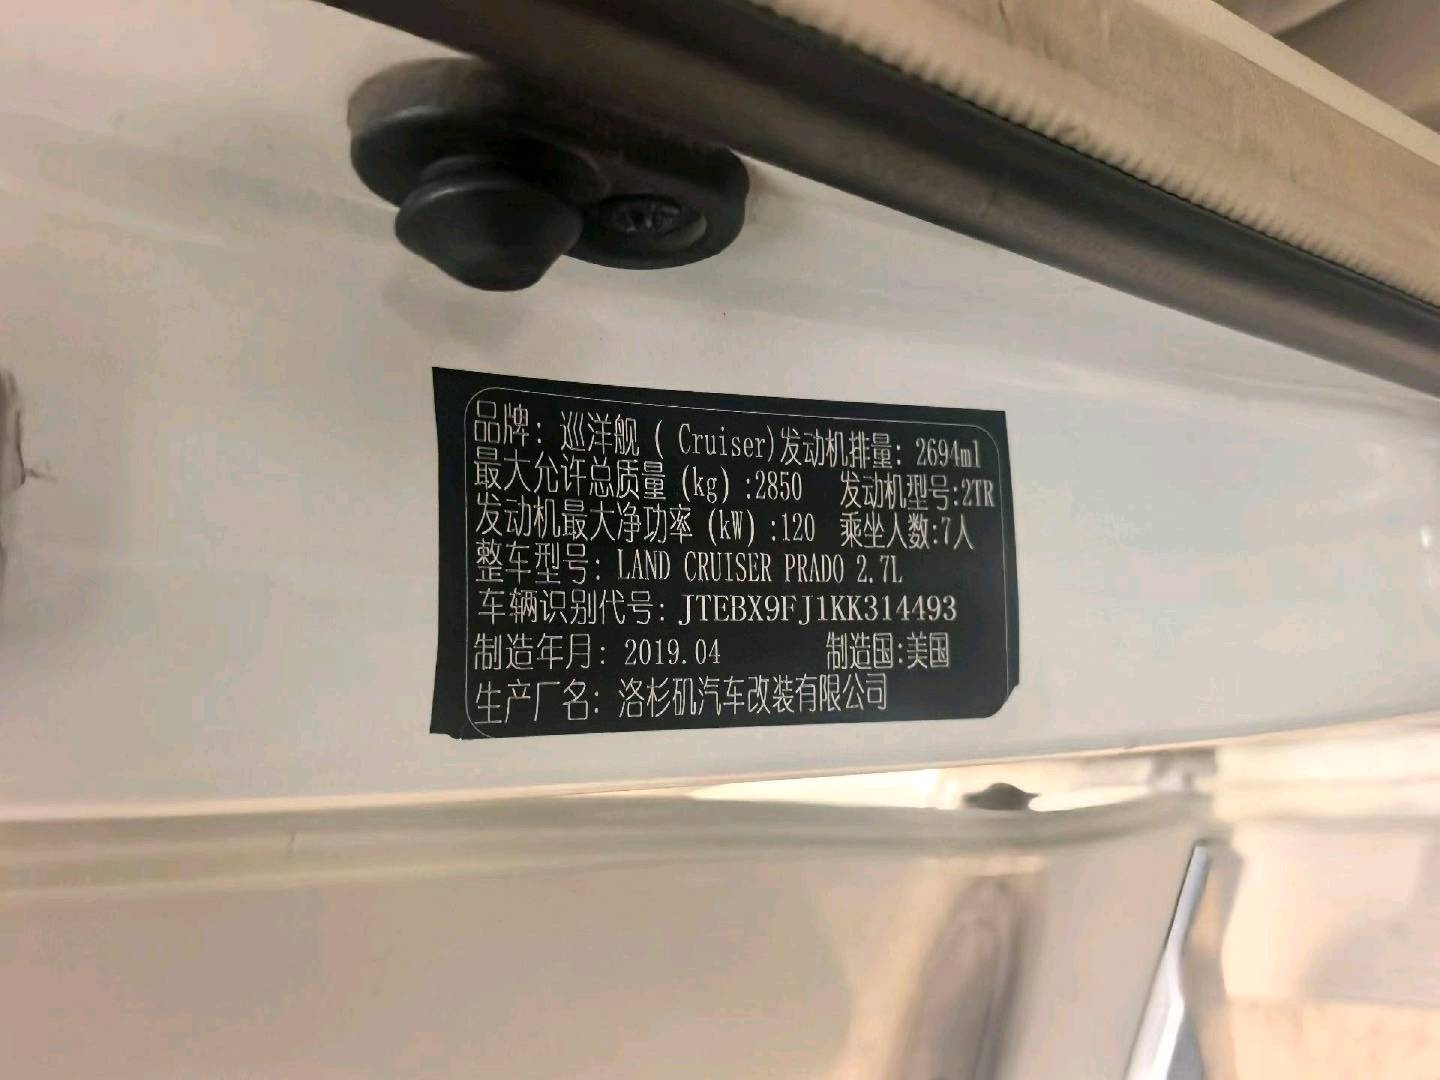 品牌: 巡洋舰 ( Cruiser)发动机排量: 2694ml
最大允许总质量 (kg) :2850 发动机型号:2TR
发动机最大净功率 (kW) :120 乘坐人数:7人
整车型号: LAND CRUISER PRADO 2.7L
车辆识别代号: JTEBX9FJ1KK314493
制造年月: 2019.04 制造国:美国
生产厂名: 洛杉矶汽车改装有限公司